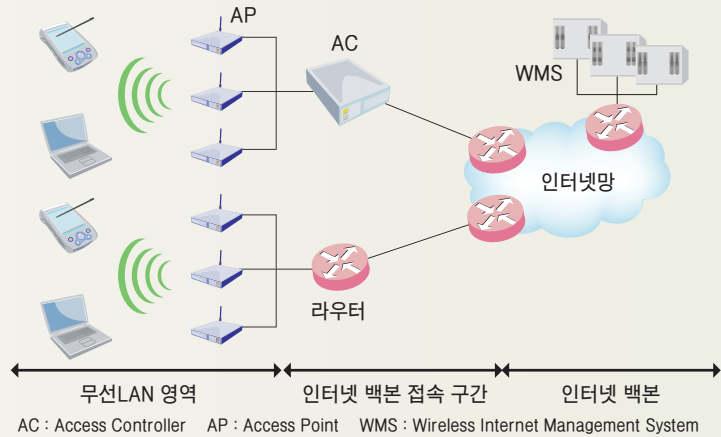 AP
AC
WMS
인터넷망
라우터
무선LAN 영역
인터넷 백본 접속 구간
인터넷 백본
AC : Access Controller AP : Access Point WMS : Wireless Internet Management System